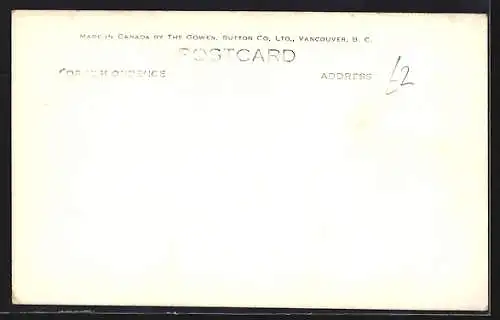 MADE IN CANADA BY THE GOWEN, SUTTON CO, LTD., VANCOUVER, B. C.
POSTCARD
CORRESPONDENCE ADDRESS £2